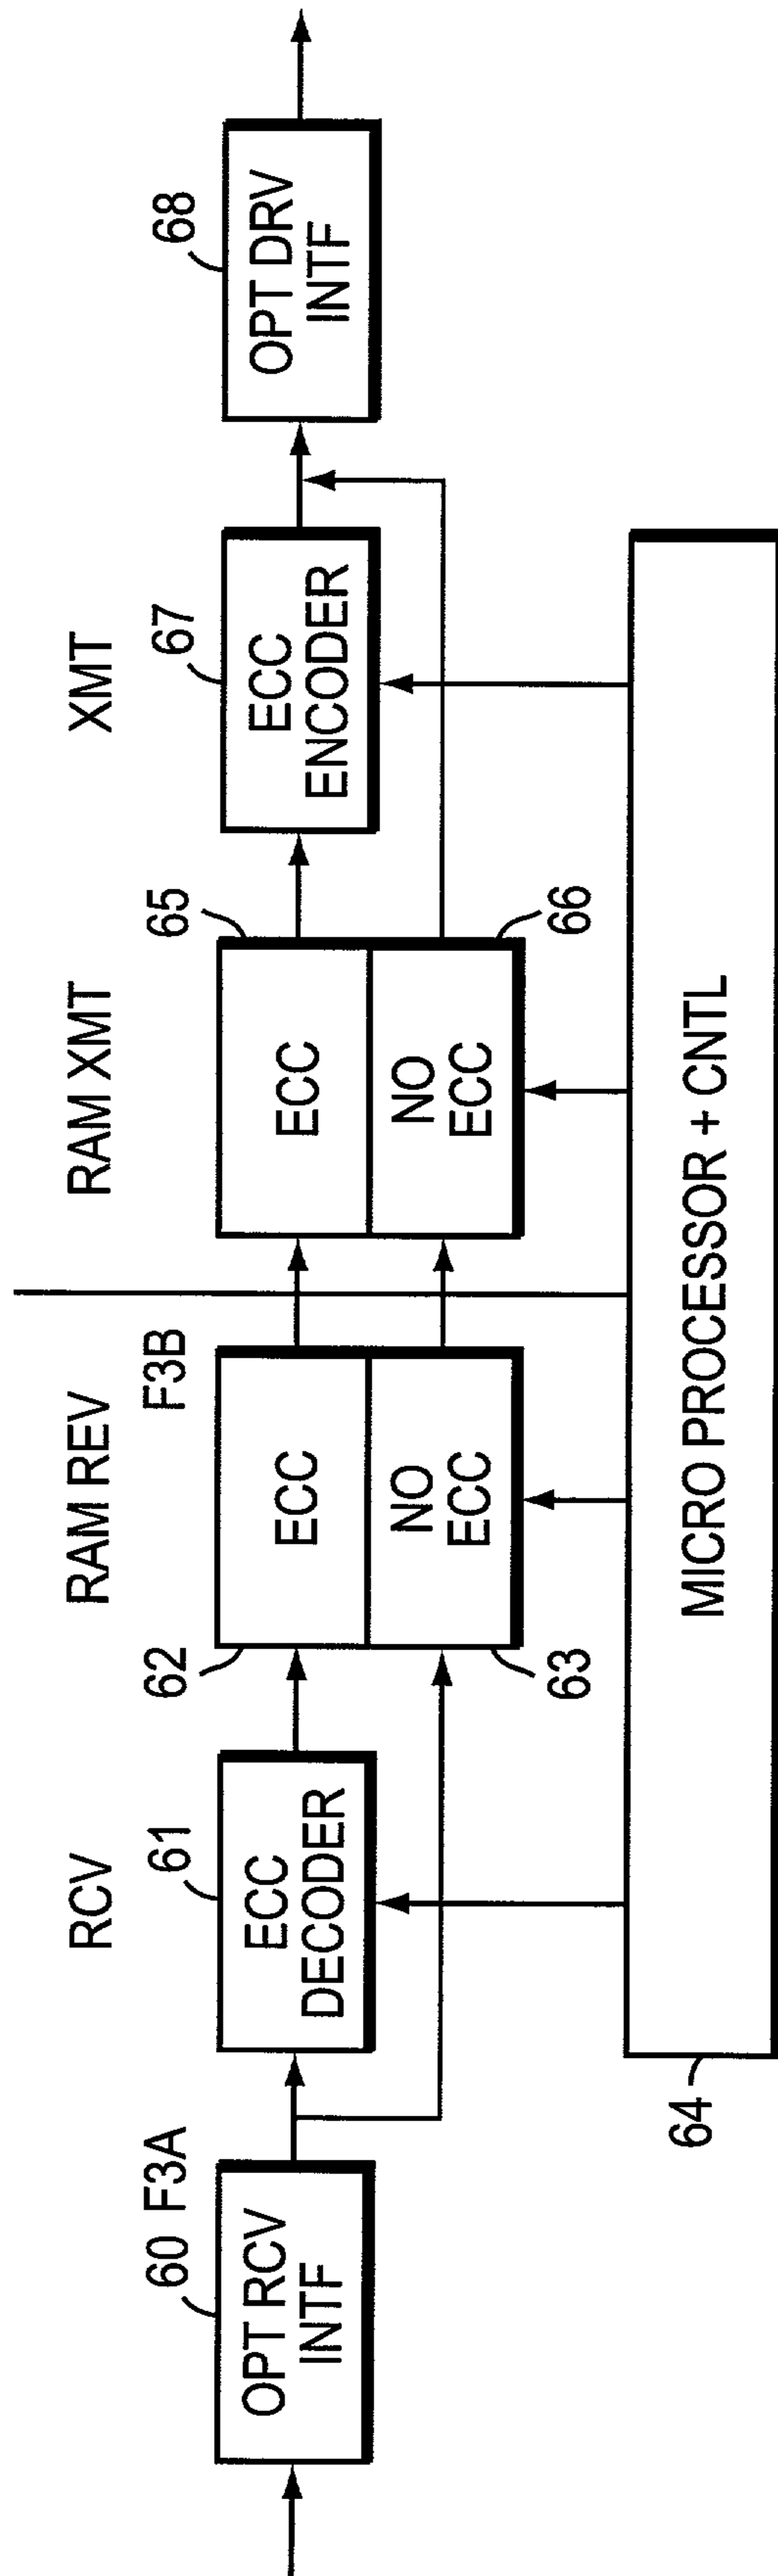 RCV
RAM REV
RAM XMT
XMT
60
F3A
61
62
F3B
65
67
68
OPT RCV
INTF
ECC
DECODER
ECC
NO
ECC
ECC
NO
ECC
ECC
ENCODER
OPT DRV
INTF
63
66
64
MICRO PROCESSOR + CNTL